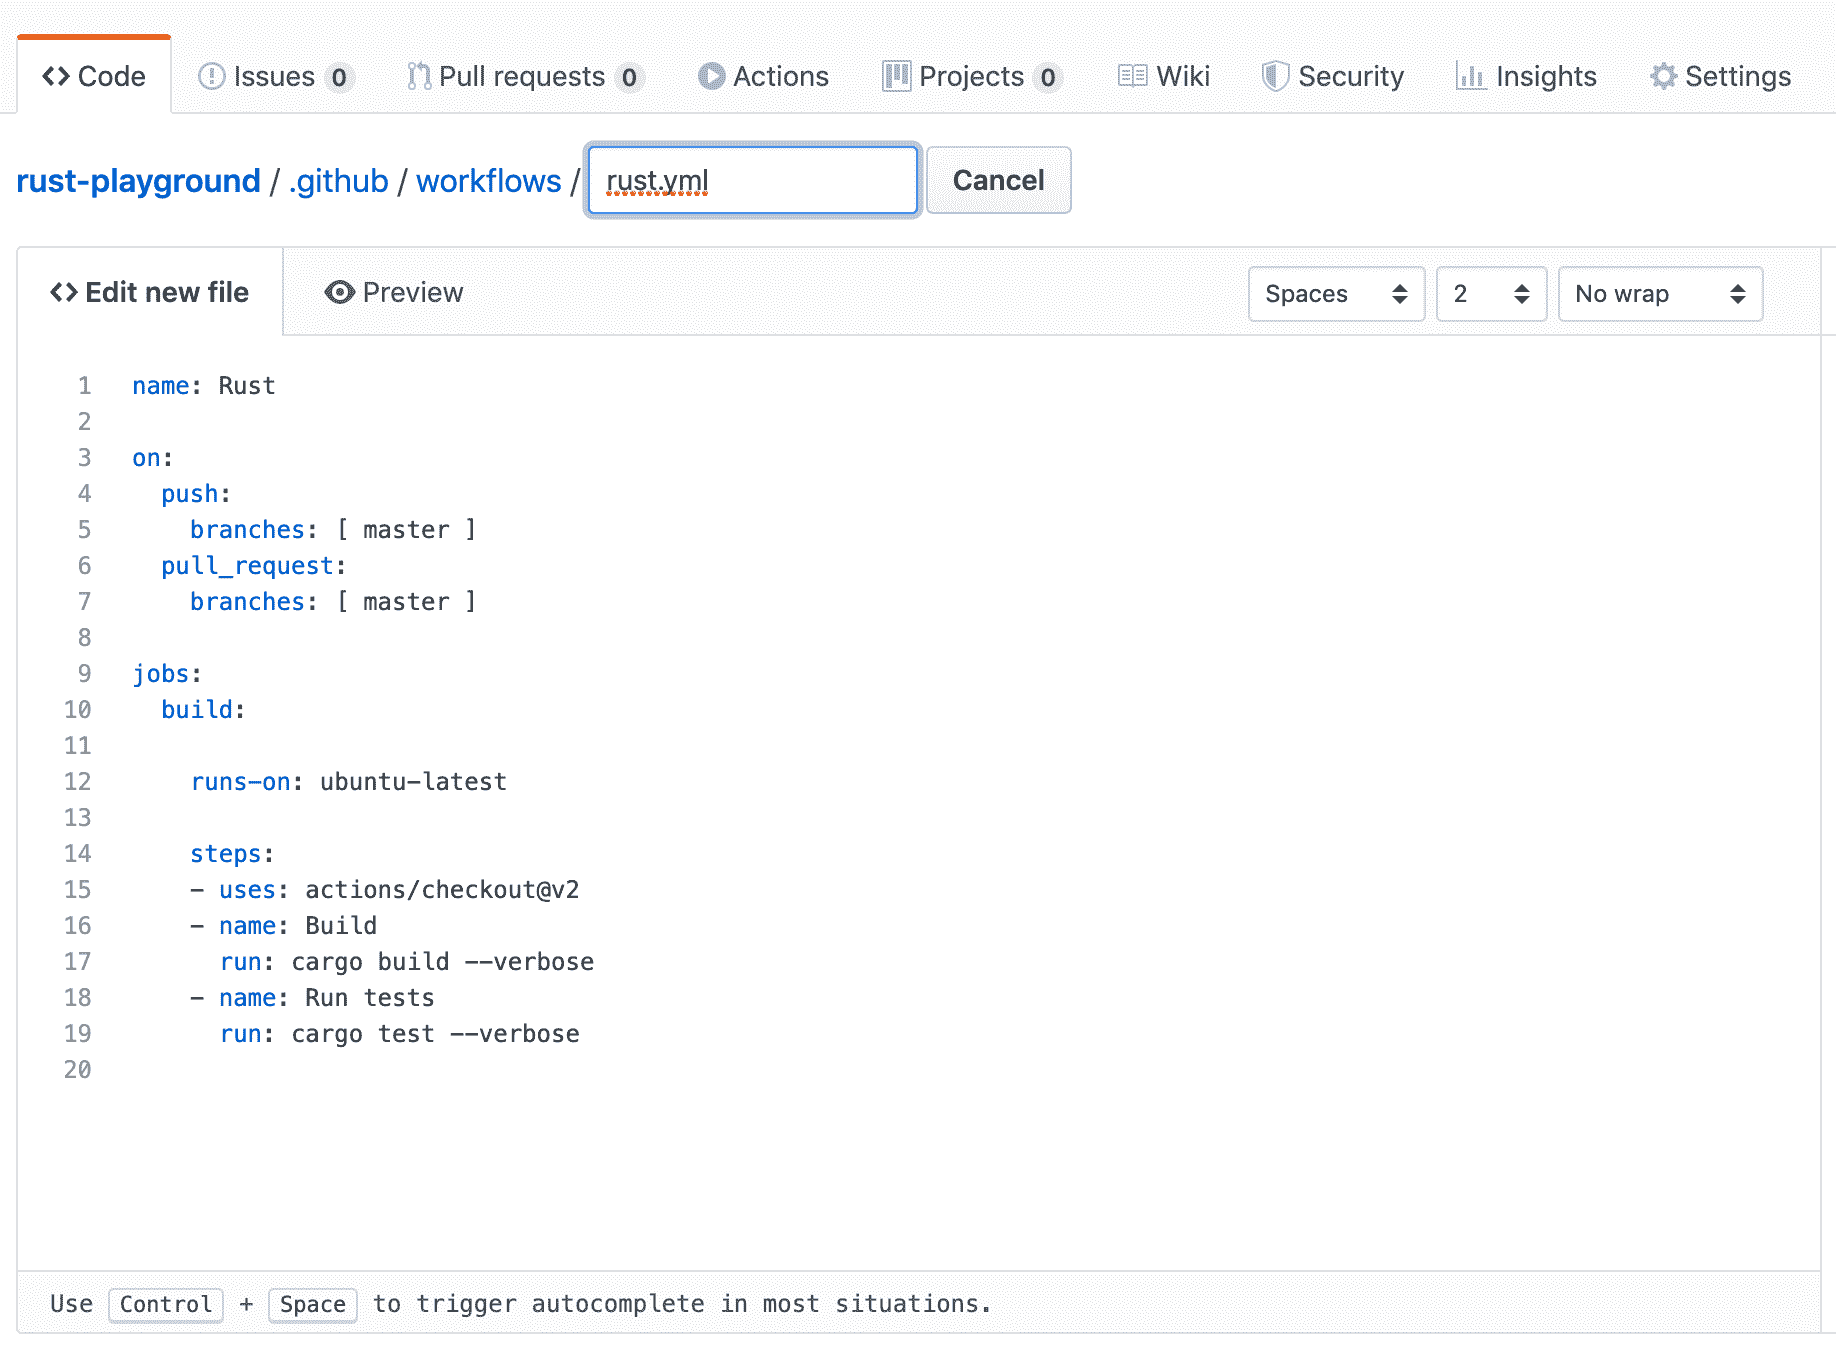 Code Issues 0 Pull requests 0 Actions Projects 0 Wiki Security Insights Settings
rust-playground / .github / workflows / rust.yml Cancel
Edit new file Preview Spaces 2 No wrap
1 name: Rust
2
3 on:
4   push:
5     branches: [ master ]
6   pull_request:
7     branches: [ master ]
8
9 jobs:
10   build:
11
12     runs-on: ubuntu-latest
13
14     steps:
15     - uses: actions/checkout@v2
16     - name: Build
17       run: cargo build --verbose
18     - name: Run tests
19       run: cargo test --verbose
20
Use Control + Space to trigger autocomplete in most situations.